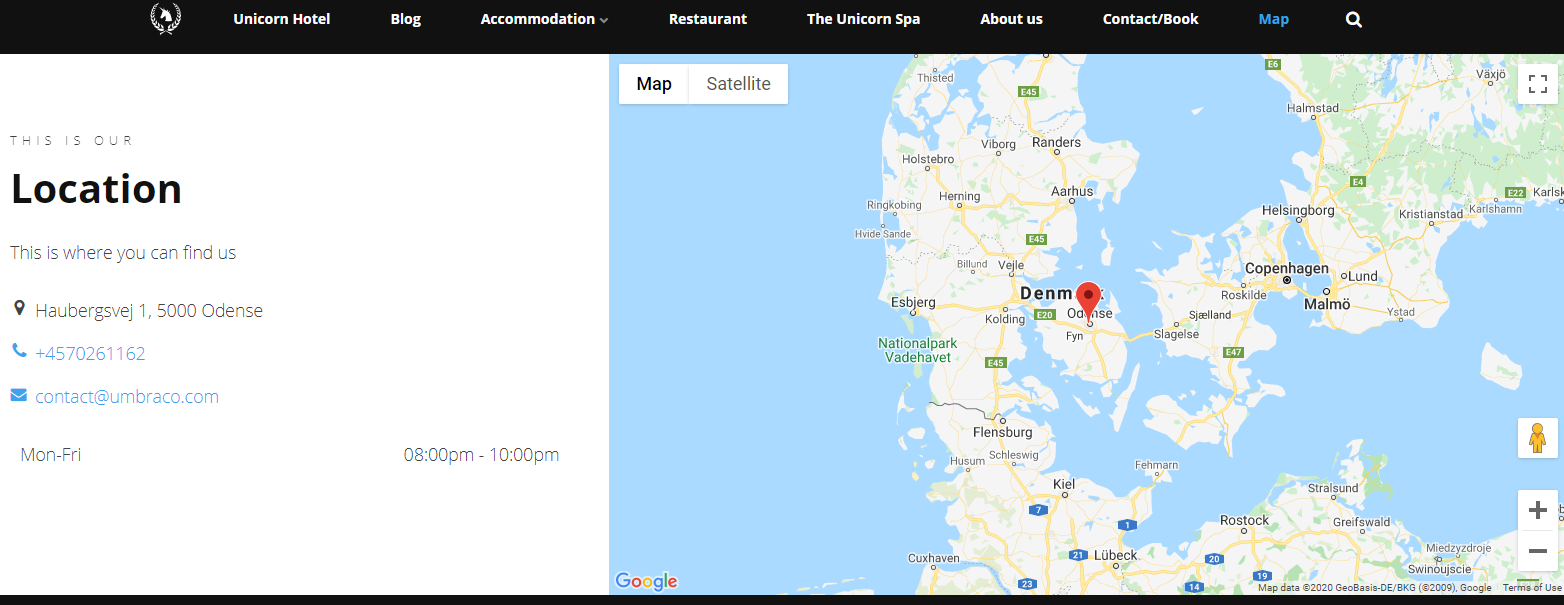 Unicorn Hotel Blog Accommodation Restaurant The Unicorn Spa About us Contact/Book Map
THIS IS OUR
Location
This is where you can find us
Haubergsvej 1, 5000 Odense
+4570261162
contact@umbraco.com
Mon-Fri 08:00pm - 10:00pm
Map Satellite
E6
Växjö
Thisted
E45
Halmstad
Viborg
Randers
Holstebro
E4
Herning
Aarhus
E22
Ringkobing
Karlshamn
Helsingborg
Kristianstad
Hvide Sande
E45
Billund
Vejle
Copenhagen
Lund
Roskilde
Esbjerg
Malmö
Kolding
E20
Sjælland
Ystad
Fyn
Slagelse
Nationalpark
Vadehavet
E45
E47
Flensburg
Husum
Schleswig
Fehmarn
Kiel
Stralsund
7
1
Rostock
Greifswald
Cuxhaven
21
Lübeck
20
Miedzyzdroje
Swinoujscie
23
19
14
Google
Map data ©2020 GeoBasis-DE/BKG (©2009), Google Terms of Use